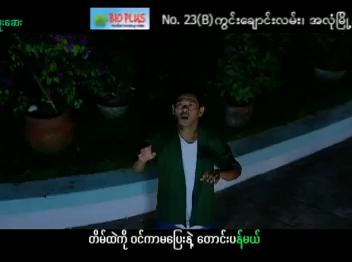 BIO PLUS
No. 23(B)ကွင်းချောင်းလမ်း၊ အလုံမြို့
တိမ်ထဲကို ဝင်ကာမပြေးနဲ့ တောင်းပန်မယ်